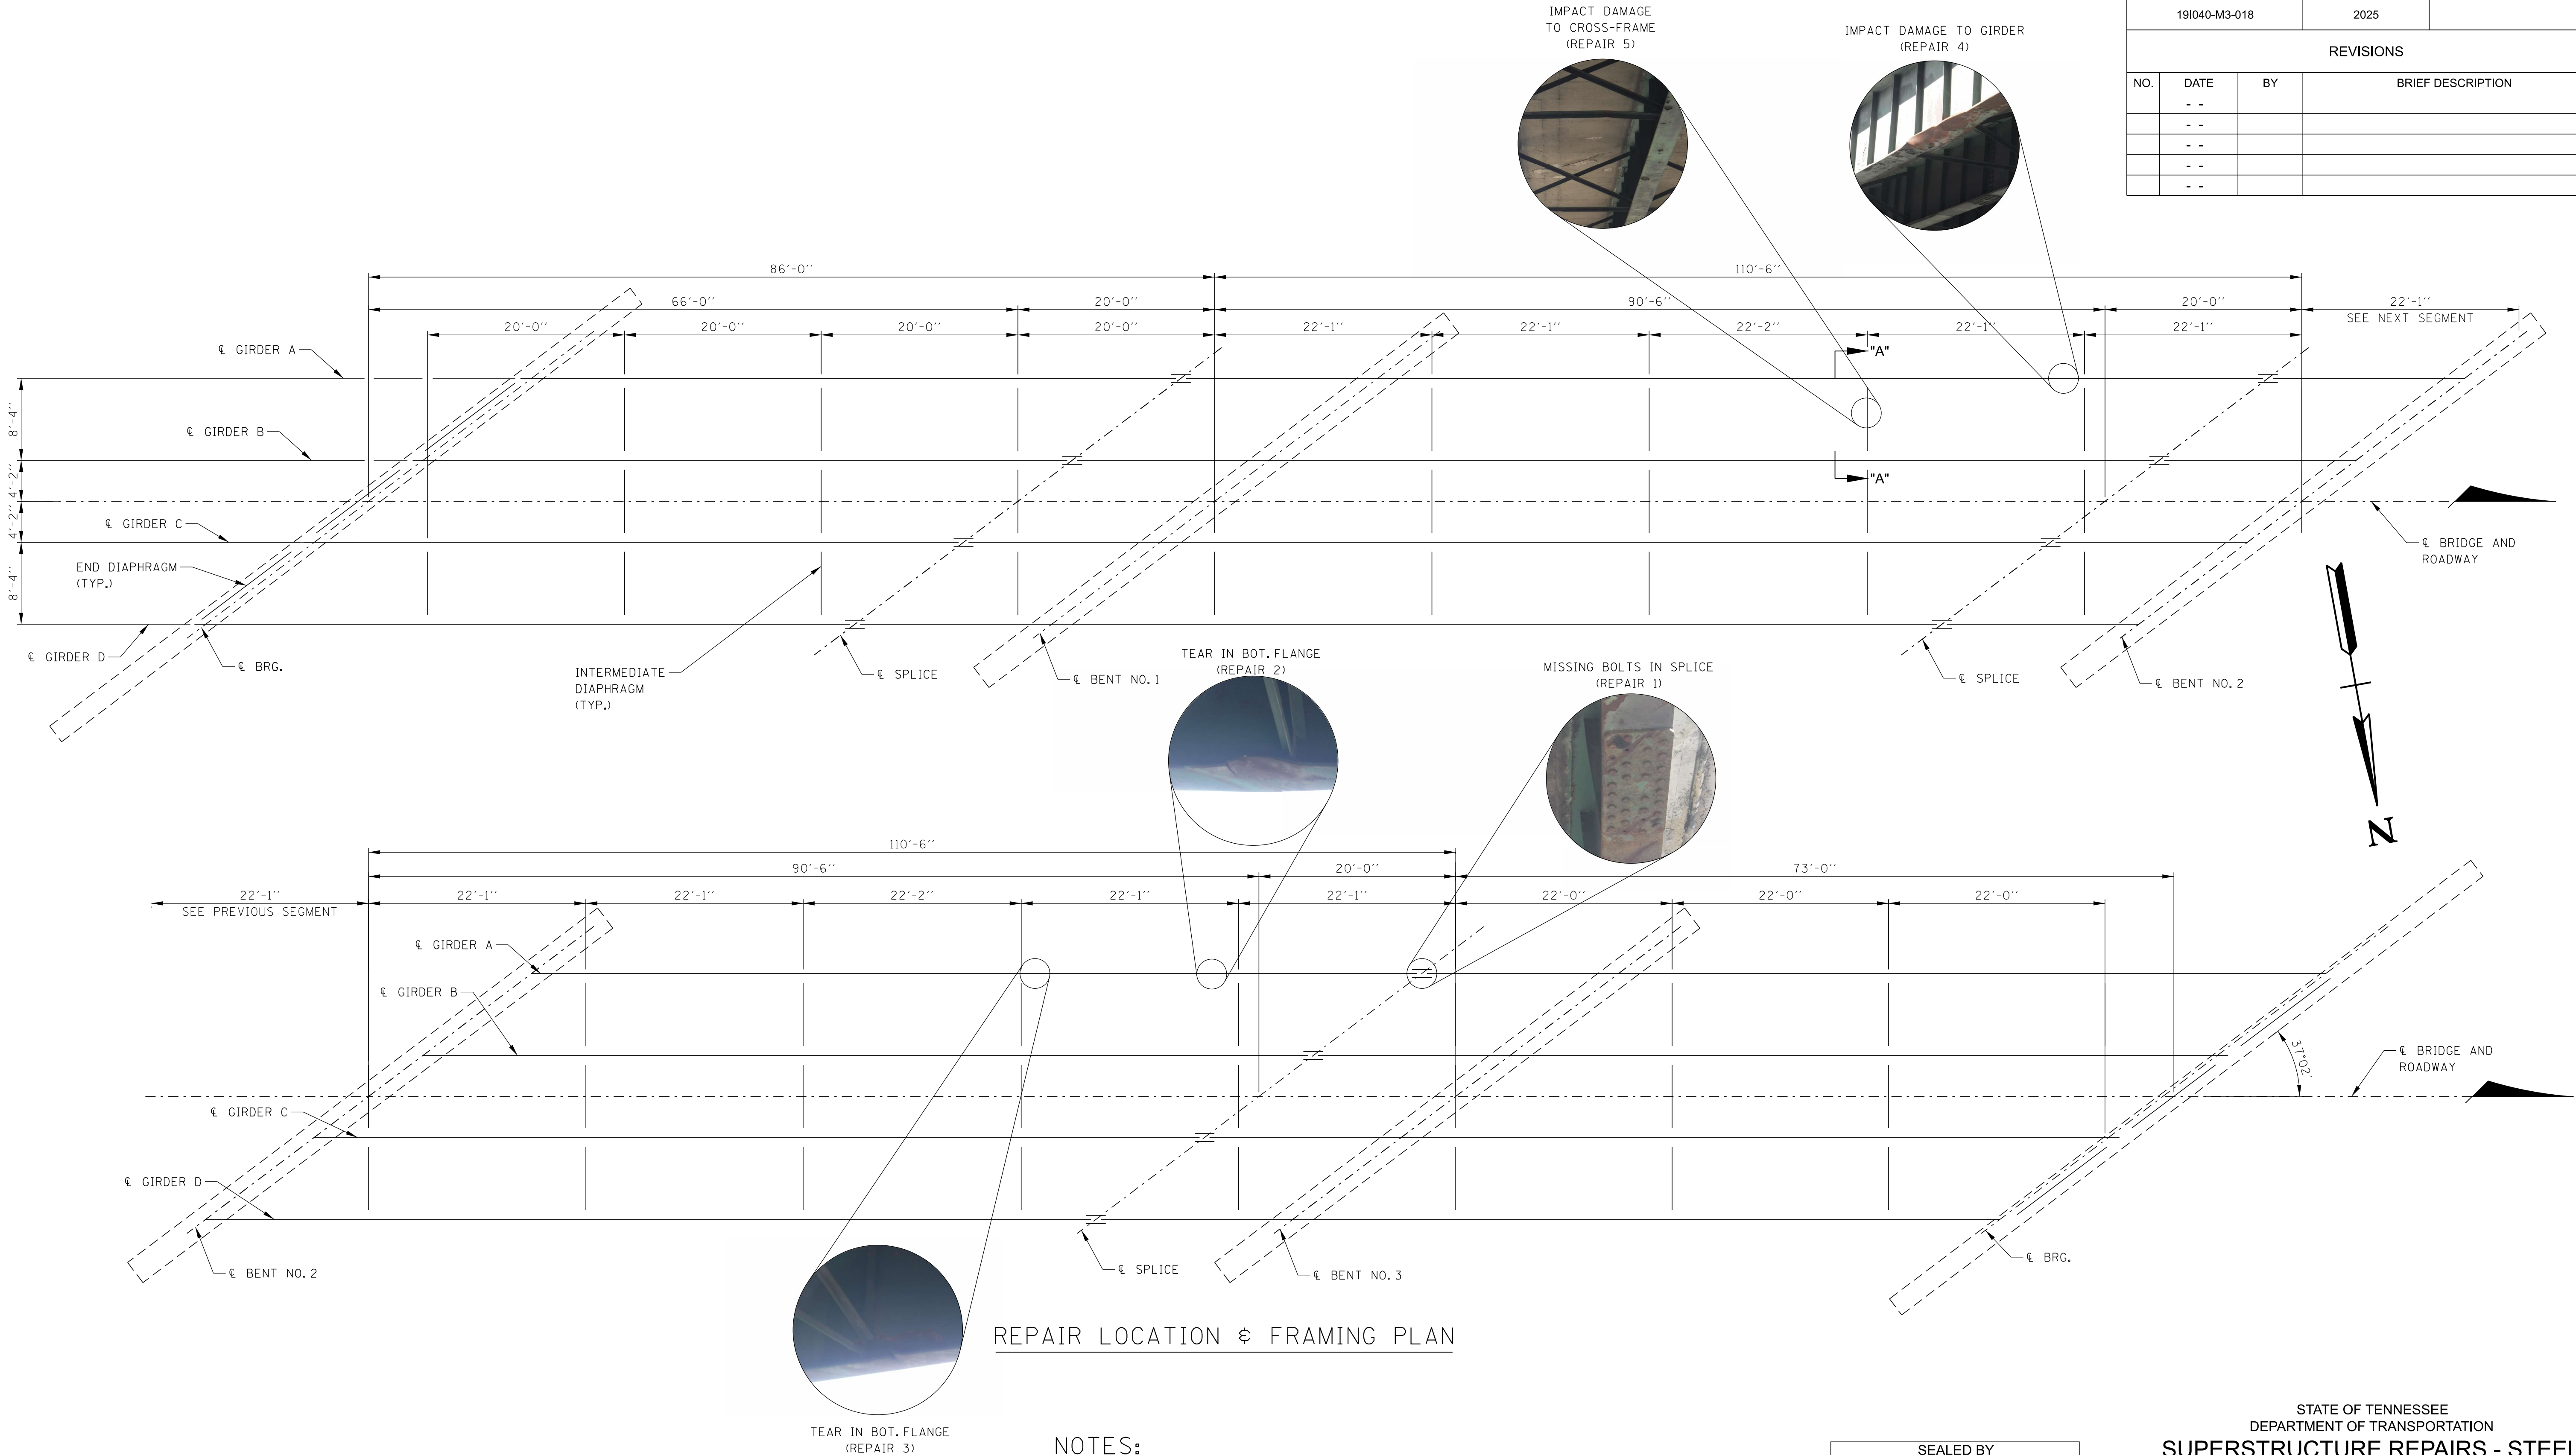 19I040-M3-018 2025
REVISIONS
NO. DATE BY BRIEF DESCRIPTION
- -
- -
- -
- -
- -
IMPACT DAMAGE
TO CROSS-FRAME
(REPAIR 5)
IMPACT DAMAGE TO GIRDER
(REPAIR 4)
86'-0'' 110'-6''
66'-0'' 20'-0'' 90'-6'' 20'-0'' 22'-1''
SEE NEXT SEGMENT
20'-0'' 20'-0'' 20'-0'' 20'-0'' 22'-1'' 22'-1'' 22'-2'' 22'-1'' 22'-1''
"A"
"A"
℄ GIRDER A
℄ GIRDER B
℄ GIRDER C
℄ GIRDER D
8'-4''
4'-2''
4'-2''
8'-4''
END DIAPHRAGM
(TYP.)
℄ BRG.
INTERMEDIATE
DIAPHRAGM
(TYP.)
℄ SPLICE
℄ BENT NO. 1
℄ SPLICE
℄ BENT NO. 2
℄ BRIDGE AND
ROADWAY
N
TEAR IN BOT. FLANGE
(REPAIR 2)
MISSING BOLTS IN SPLICE
(REPAIR 1)
110'-6''
90'-6'' 20'-0'' 73'-0''
22'-1'' 22'-1'' 22'-1'' 22'-2'' 22'-1'' 22'-1'' 22'-0'' 22'-0'' 22'-0''
SEE PREVIOUS SEGMENT
℄ GIRDER A
℄ GIRDER B
℄ GIRDER C
℄ GIRDER D
37°02'
℄ BRIDGE AND
ROADWAY
℄ BENT NO. 2
℄ SPLICE
℄ BENT NO. 3
℄ BRG.
REPAIR LOCATION & FRAMING PLAN
TEAR IN BOT. FLANGE
(REPAIR 3)
NOTES:
SEALED BY
STATE OF TENNESSEE
DEPARTMENT OF TRANSPORTATION
SUPERSTRUCTURE REPAIRS - STEEL